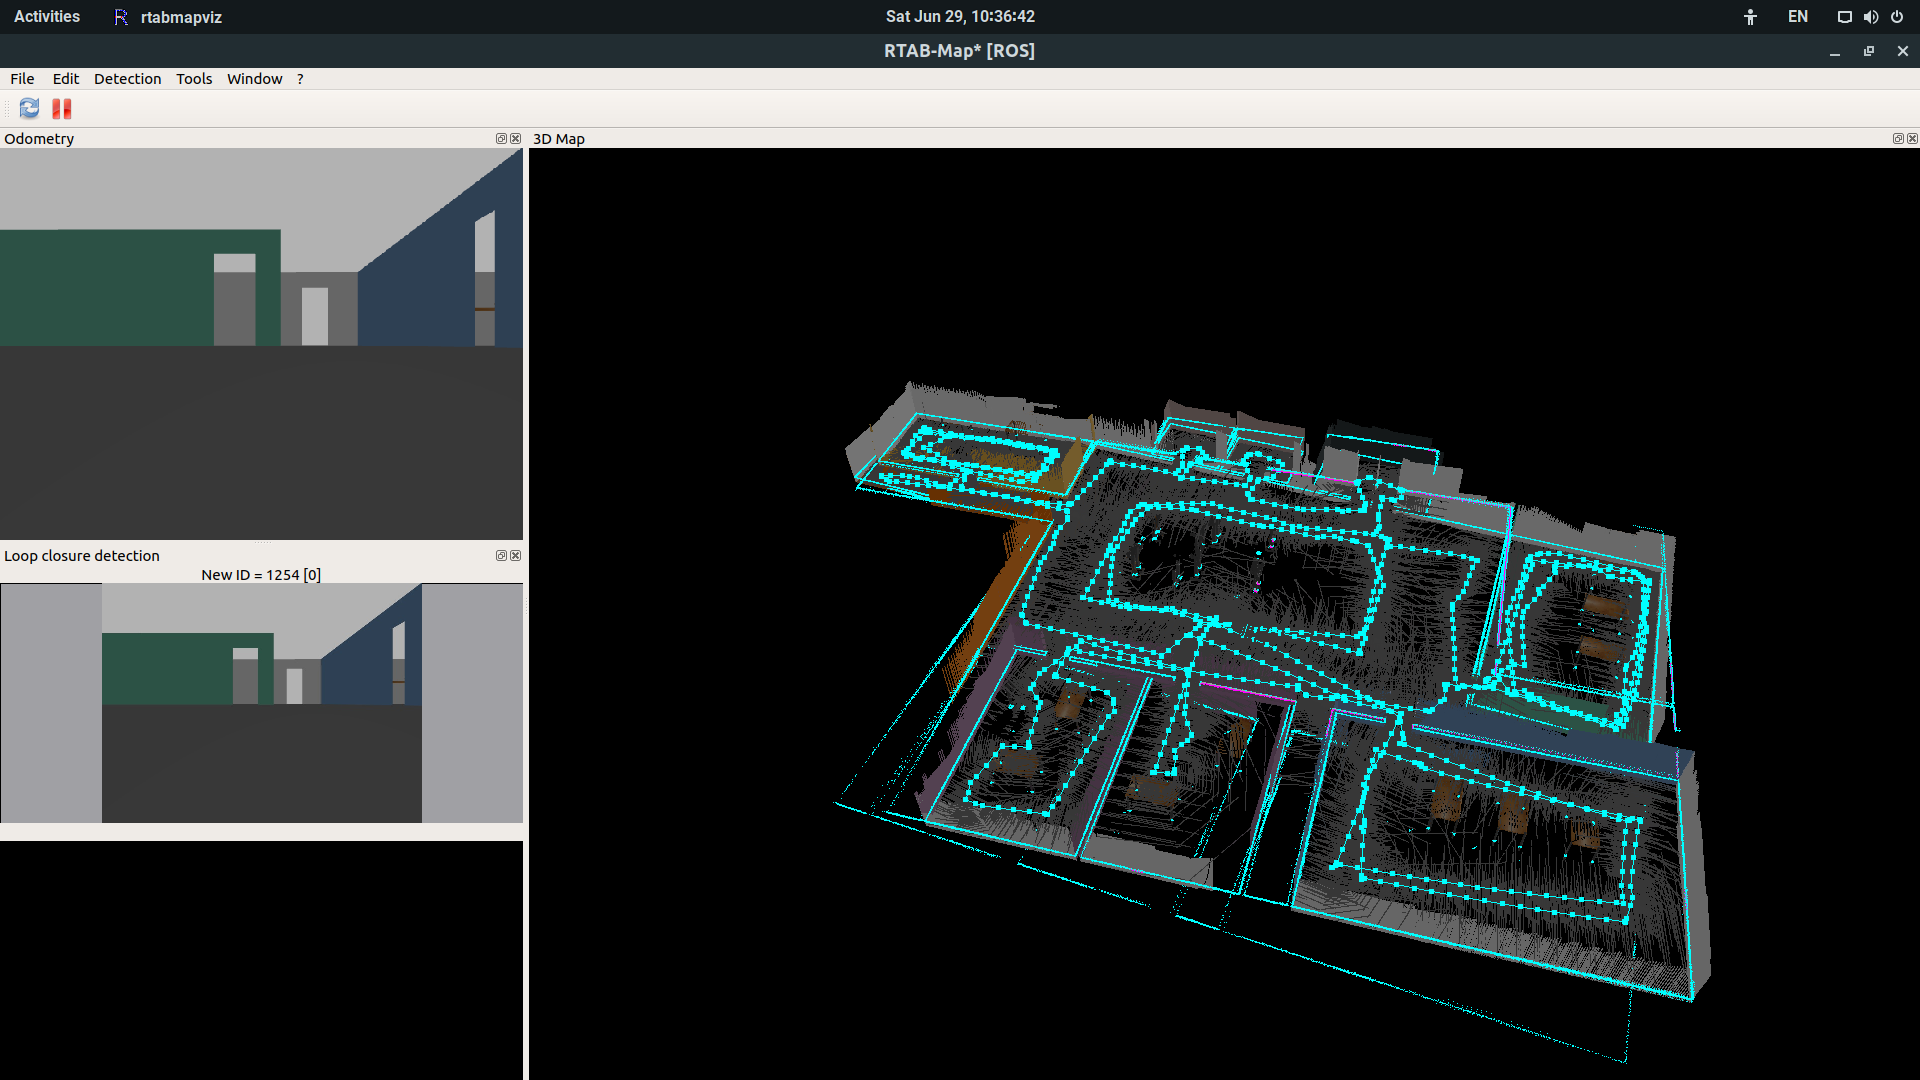 Activities rtabmapviz Sat Jun 29, 10:36:42 EN
RTAB-Map* [ROS]
File Edit Detection Tools Window ?
Odometry
3D Map
Loop closure detection
New ID = 1254 [0]